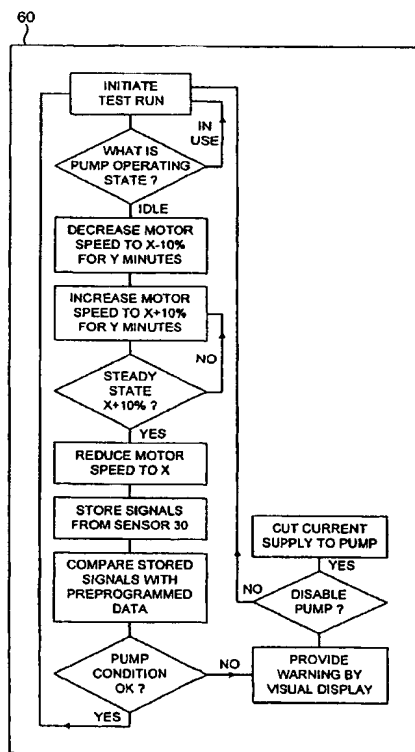 60
INITIATE
TEST RUN
IN
USE
WHAT IS
PUMP OPERATING
STATE ?
IDLE
DECREASE MOTOR
SPEED TO X-10%
FOR Y MINUTES
INCREASE MOTOR
SPEED TO X+10%
FOR Y MINUTES
NO
STEADY
STATE
X+10% ?
YES
REDUCE MOTOR
SPEED TO X
STORE SIGNALS
FROM SENSOR 30
COMPARE STORED
SIGNALS WITH
PREPROGRAMMED
DATA
PUMP
CONDITION
OK ?
YES
NO
PROVIDE
WARNING BY
VISUAL DISPLAY
DISABLE
PUMP ?
NO
YES
CUT CURRENT
SUPPLY TO PUMP